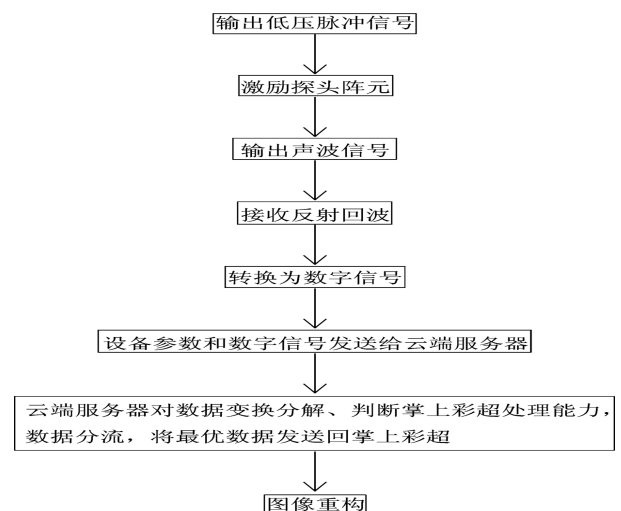 输出低压脉冲信号
激励探头阵元
输出声波信号
接收反射回波
转换为数字信号
设备参数和数字信号发送给云端服务器
云端服务器对数据变换分解、判断掌上彩超处理能力，
数据分流，将最优数据发送回掌上彩超
图像重构